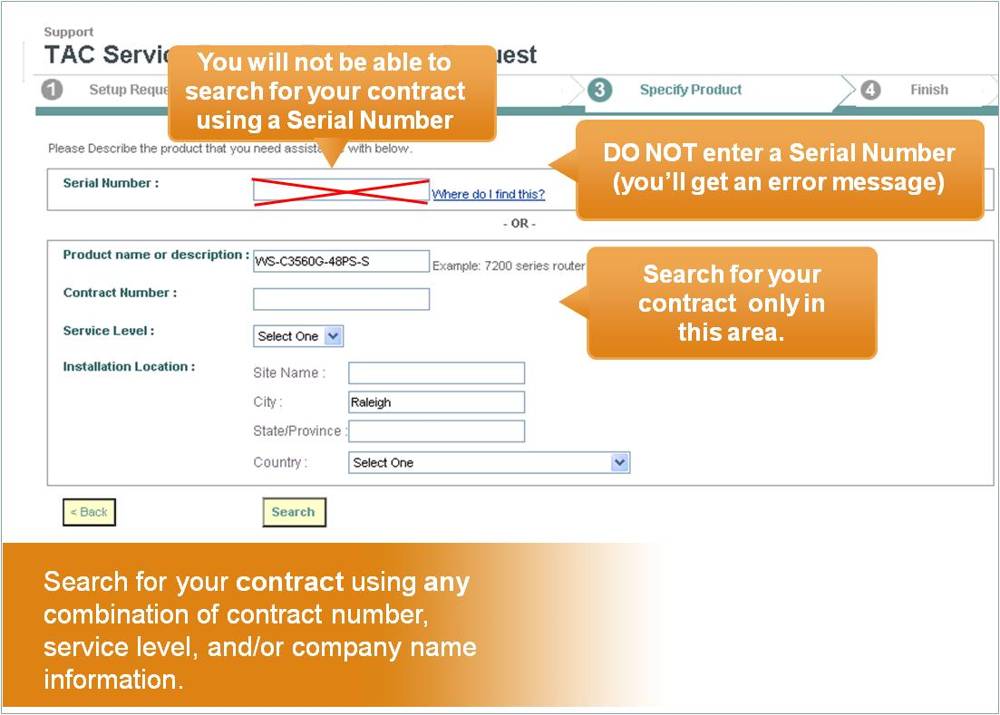 Support
TAC Servic uest
You will not be able to
search for your contract
using a Serial Number
1 Setup Reque
3 Specify Product
4 Finish
Please Describe the product that you need assista with below.
DO NOT enter a Serial Number
(you'll get an error message)
Serial Number :
Where do I find this?
- OR -
Product name or description : WS-C3560G-48PS-S Example: 7200 series router
Search for your
contract only in
this area.
Contract Number :
Service Level : Select One
Installation Location : Site Name :
City : Raleigh
State/Province :
Country : Select One
< Back Search
Search for your contract using any
combination of contract number,
service level, and/or company name
information.